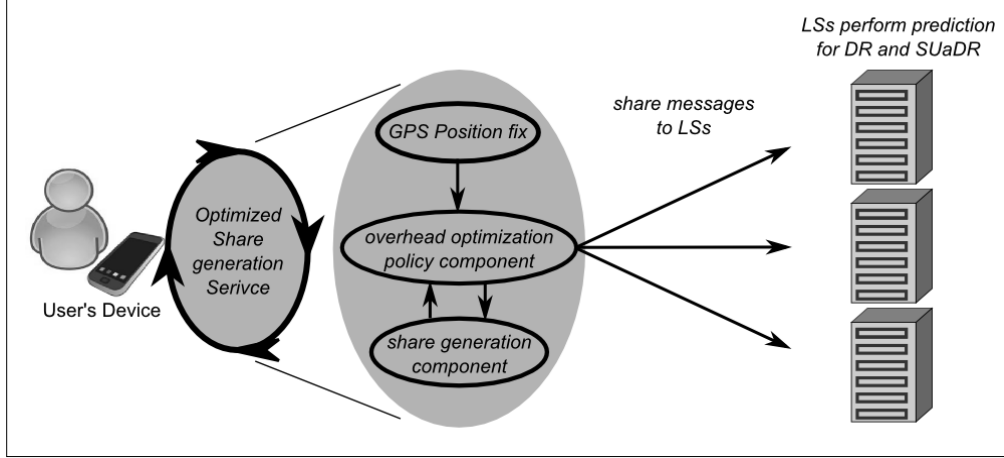 LSs perform prediction
for DR and SUaDR
share messages
to LSs
GPS Position fix
Optimized
Share
generation
Serivce
overhead optimization
policy component
share generation
component
User's Device